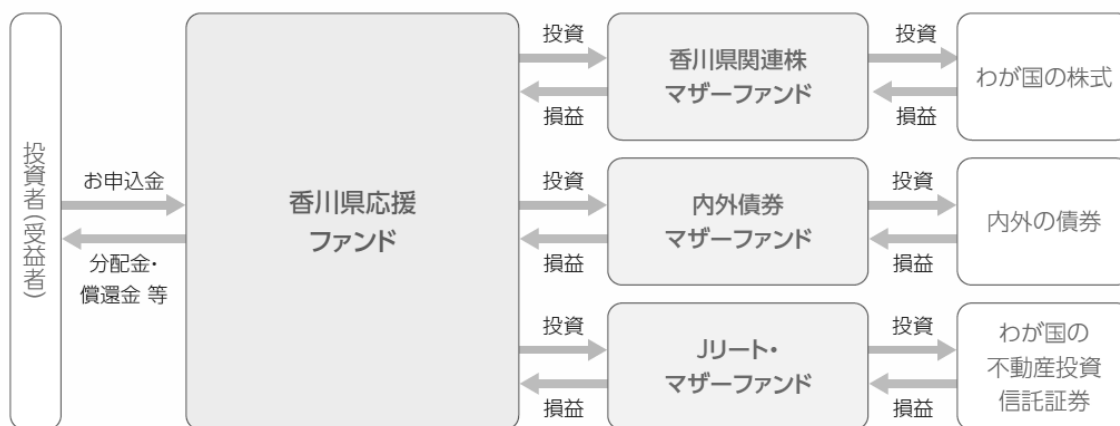 投資者(受益者)
お申込金
分配金・
償還金 等
香川県応援
ファンド
投資
損益
香川県関連株
マザーファンド
投資
損益
わが国の株式
投資
損益
内外債券
マザーファンド
投資
損益
内外の債券
投資
損益
Jリート・
マザーファンド
投資
損益
わが国の
不動産投資
信託証券